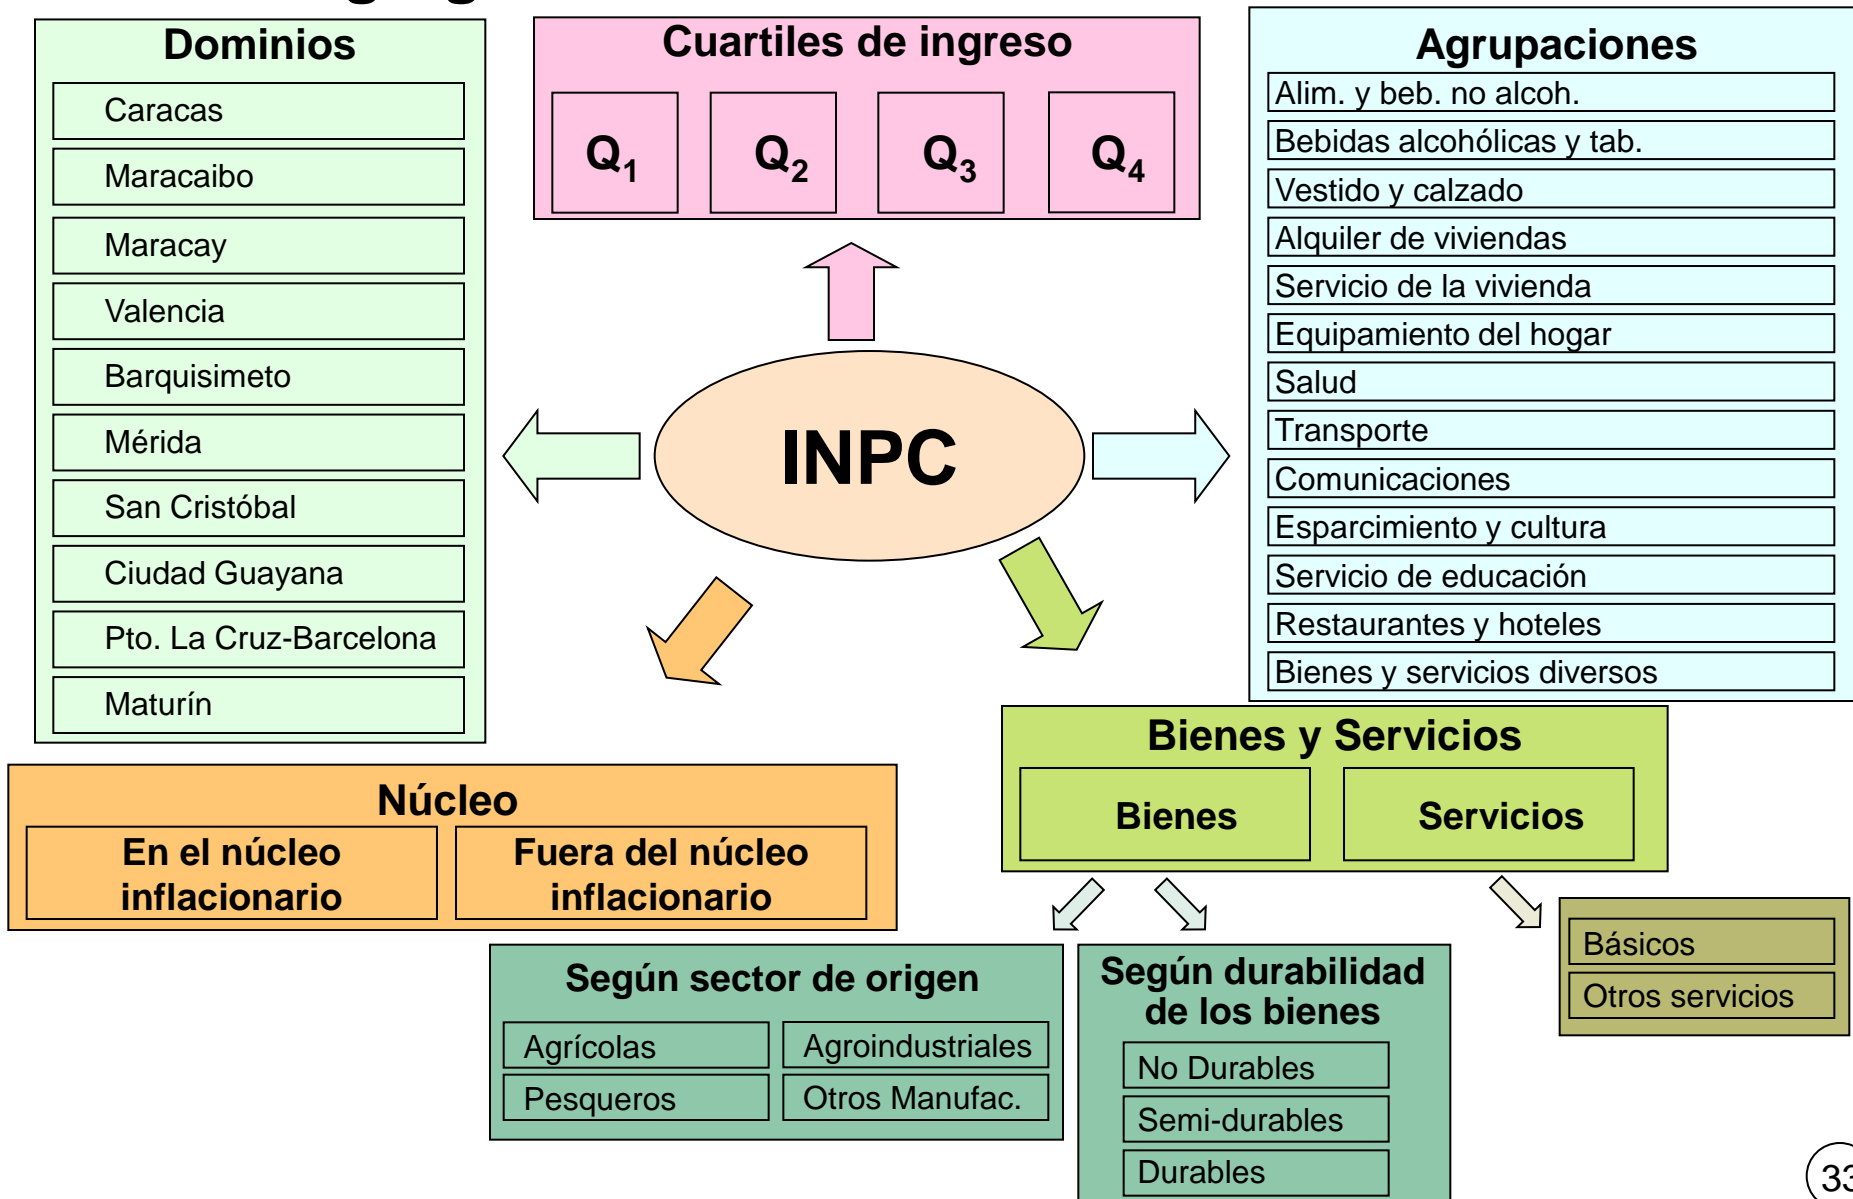 Dominios
Caracas
Maracaibo
Maracay
Valencia
Barquisimeto
Mérida
San Cristóbal
Ciudad Guayana
Pto. La Cruz-Barcelona
Maturín
Cuartiles de ingreso
Q1
Q2
Q3
Q4
Agrupaciones
Alim. y beb. no alcoh.
Bebidas alcohólicas y tab.
Vestido y calzado
Alquiler de viviendas
Servicio de la vivienda
Equipamiento del hogar
Salud
Transporte
Comunicaciones
Esparcimiento y cultura
Servicio de educación
Restaurantes y hoteles
Bienes y servicios diversos
INPC
Núcleo
En el núcleo
inflacionario
Fuera del núcleo
inflacionario
Bienes y Servicios
Bienes
Servicios
Según sector de origen
Agrícolas
Agroindustriales
Pesqueros
Otros Manufac.
Según durabilidad
de los bienes
No Durables
Semi-durables
Durables
Básicos
Otros servicios
33